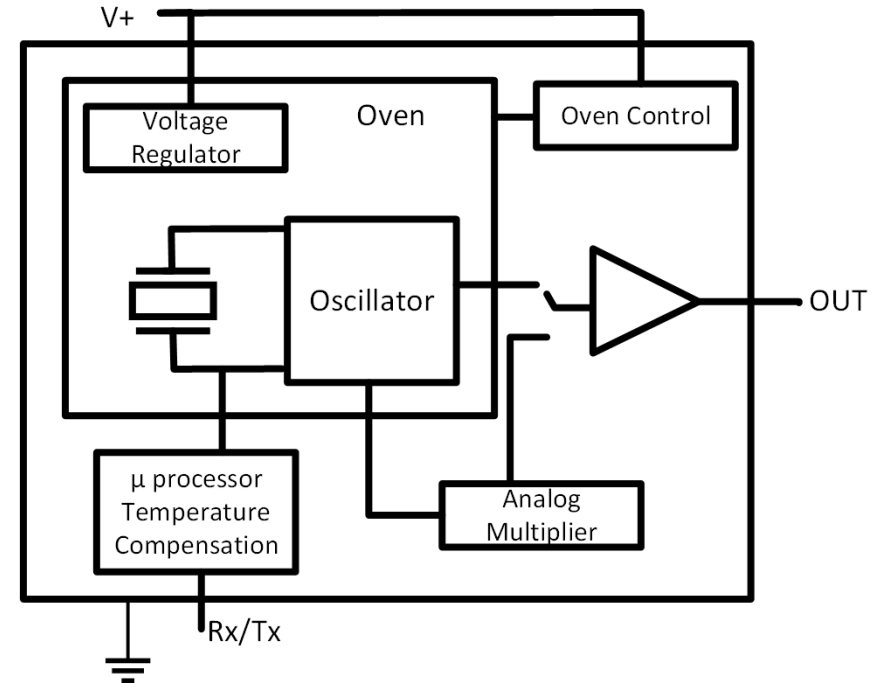 V+
Voltage
Regulator
Oven
Oven Control
Oscillator
OUT
μ processor
Temperature
Compensation
Analog
Multiplier
Rx/Tx